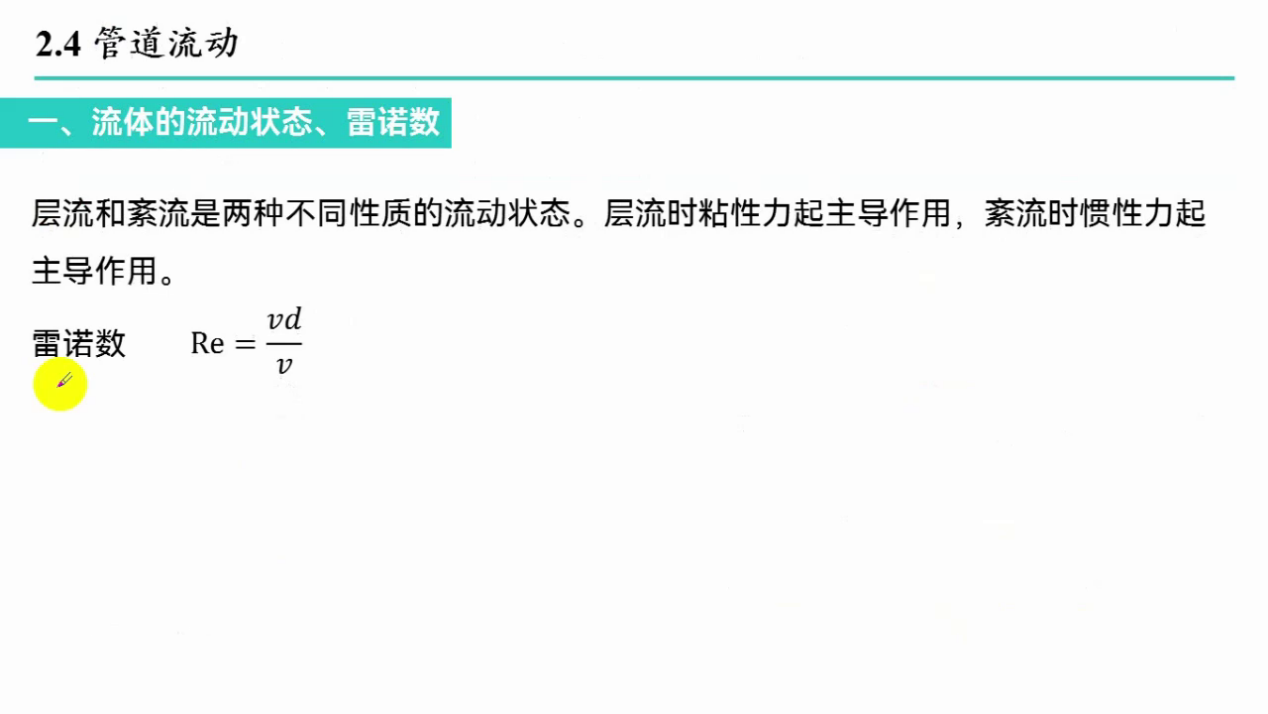 2.4 管道流动
一、流体的流动状态、雷诺数
层流和紊流是两种不同性质的流动状态。层流时粘性力起主导作用，紊流时惯性力起
主导作用。
雷诺数 Re = vd/v